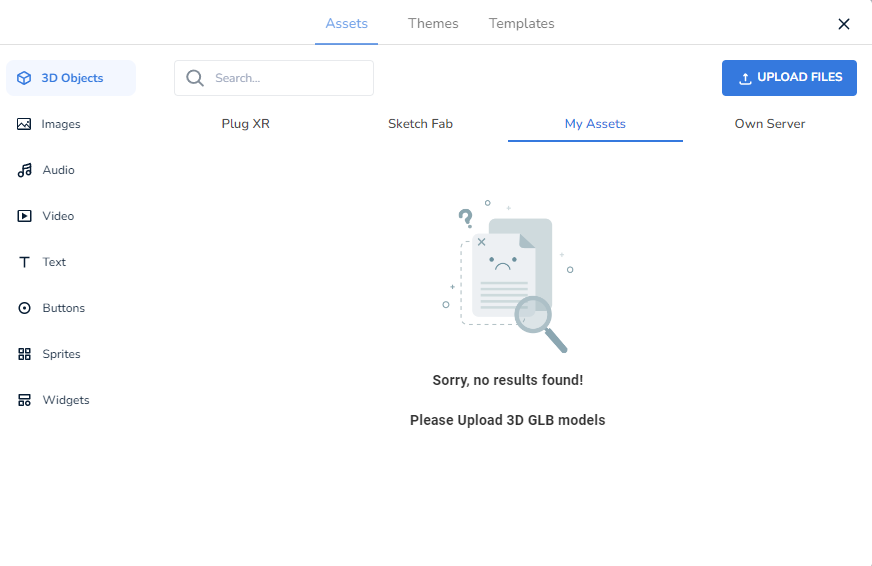 Assets Themes Templates
3D Objects
Search...
UPLOAD FILES
Plug XR Sketch Fab My Assets Own Server
Images
Audio
Video
Text
Buttons
Sprites
Widgets
Sorry, no results found!
Please Upload 3D GLB models